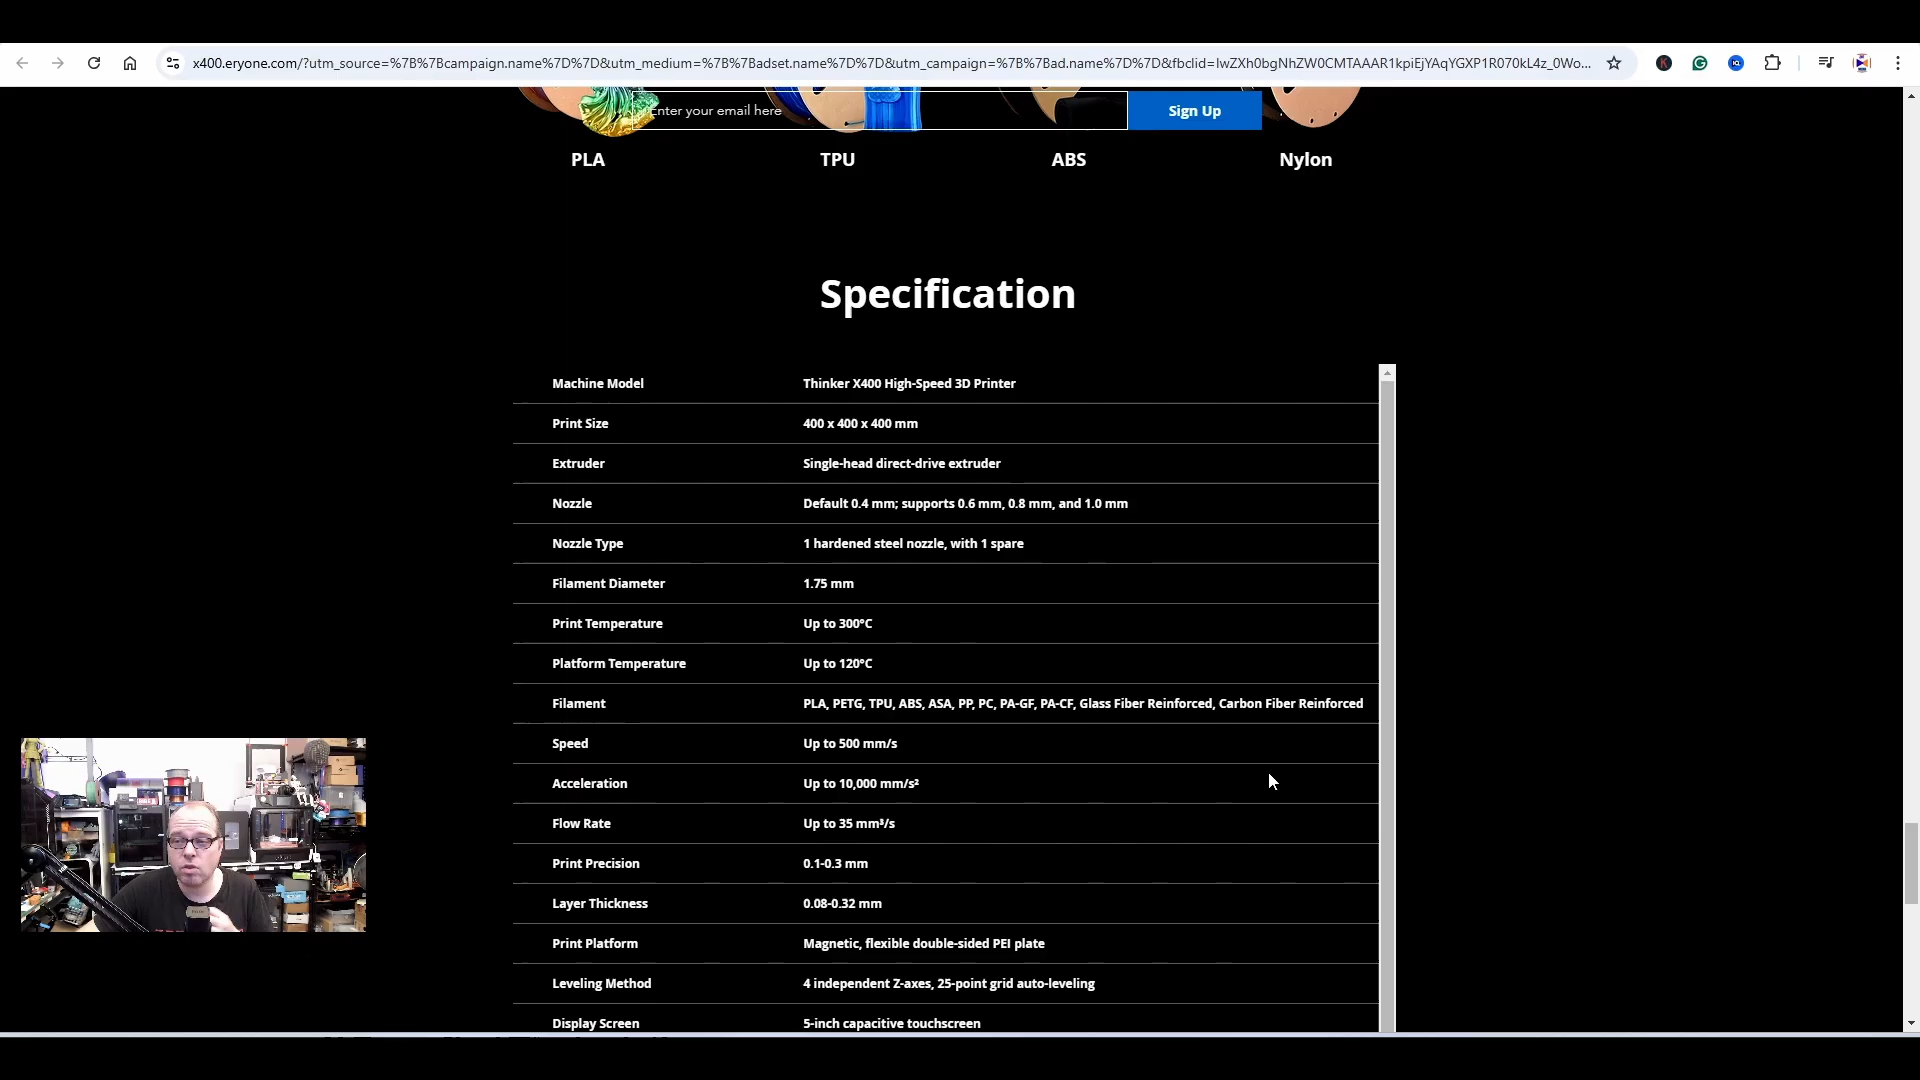 x400.eryone.com/?utm_source=%7B%7Bcampaign.name%7D%7D&utm_medium=%7B%7Badset.name%7D%7D&utm_campaign=%7B%7Bad.name%7D%7D&fbclid=IwZXh0bgNhZW0CMTAAAR1kpiEjYAqYGXP1R070kL4z_0Wo...
Enter your email here
Sign Up
PLA TPU ABS Nylon
Specification
Machine Model Thinker X400 High-Speed 3D Printer
Print Size 400 x 400 x 400 mm
Extruder Single-head direct-drive extruder
Nozzle Default 0.4 mm; supports 0.6 mm, 0.8 mm, and 1.0 mm
Nozzle Type 1 hardened steel nozzle, with 1 spare
Filament Diameter 1.75 mm
Print Temperature Up to 300°C
Platform Temperature Up to 120°C
Filament PLA, PETG, TPU, ABS, ASA, PP, PC, PA-GF, PA-CF, Glass Fiber Reinforced, Carbon Fiber Reinforced
Speed Up to 500 mm/s
Acceleration Up to 10,000 mm/s²
Flow Rate Up to 35 mm³/s
Print Precision 0.1-0.3 mm
Layer Thickness 0.08-0.32 mm
Print Platform Magnetic, flexible double-sided PEI plate
Leveling Method 4 independent Z-axes, 25-point grid auto-leveling
Display Screen 5-inch capacitive touchscreen